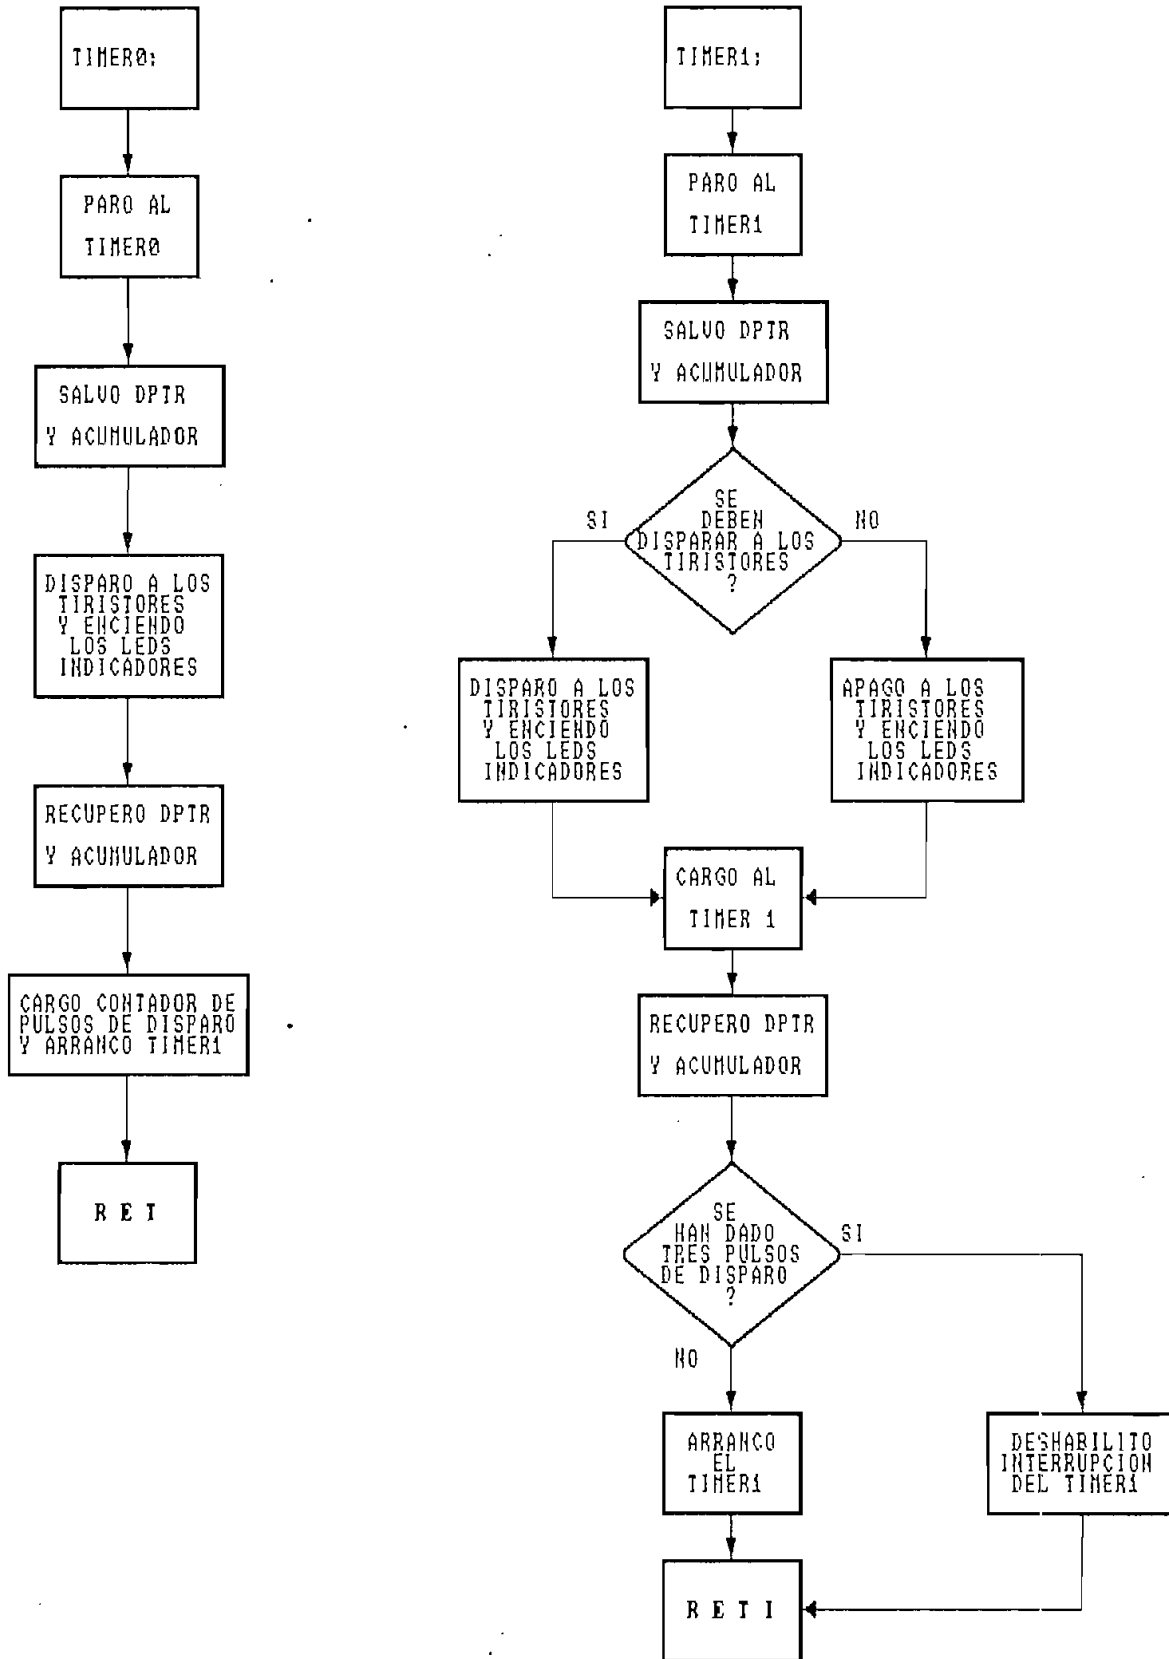 TIMER0:
PARO AL
TIMER0
SALVO DPTR
Y ACUMULADOR
DISPARO A LOS
TIRISTORES
Y ENCIENDO
LOS LEDS
INDICADORES
RECUPERO DPTR
Y ACUMULADOR
CARGO CONTADOR DE
PULSOS DE DISPARO
Y ARRANCO TIMER1
R E T
TIMER1:
PARO AL
TIMER1
SALVO DPTR
Y ACUMULADOR
SE
DEBEN
DISPARAR A LOS
TIRISTORES
?
SI
NO
DISPARO A LOS
TIRISTORES
Y ENCIENDO
LOS LEDS
INDICADORES
APAGO A LOS
TIRISTORES
Y ENCIENDO
LOS LEDS
INDICADORES
CARGO AL
TIMER 1
RECUPERO DPTR
Y ACUMULADOR
SE
HAN DADO
TRES PULSOS
DE DISPARO
?
SI
NO
ARRANCO
EL
TIMER1
DESHABILITO
INTERRUPCION
DEL TIMER1
R E T I